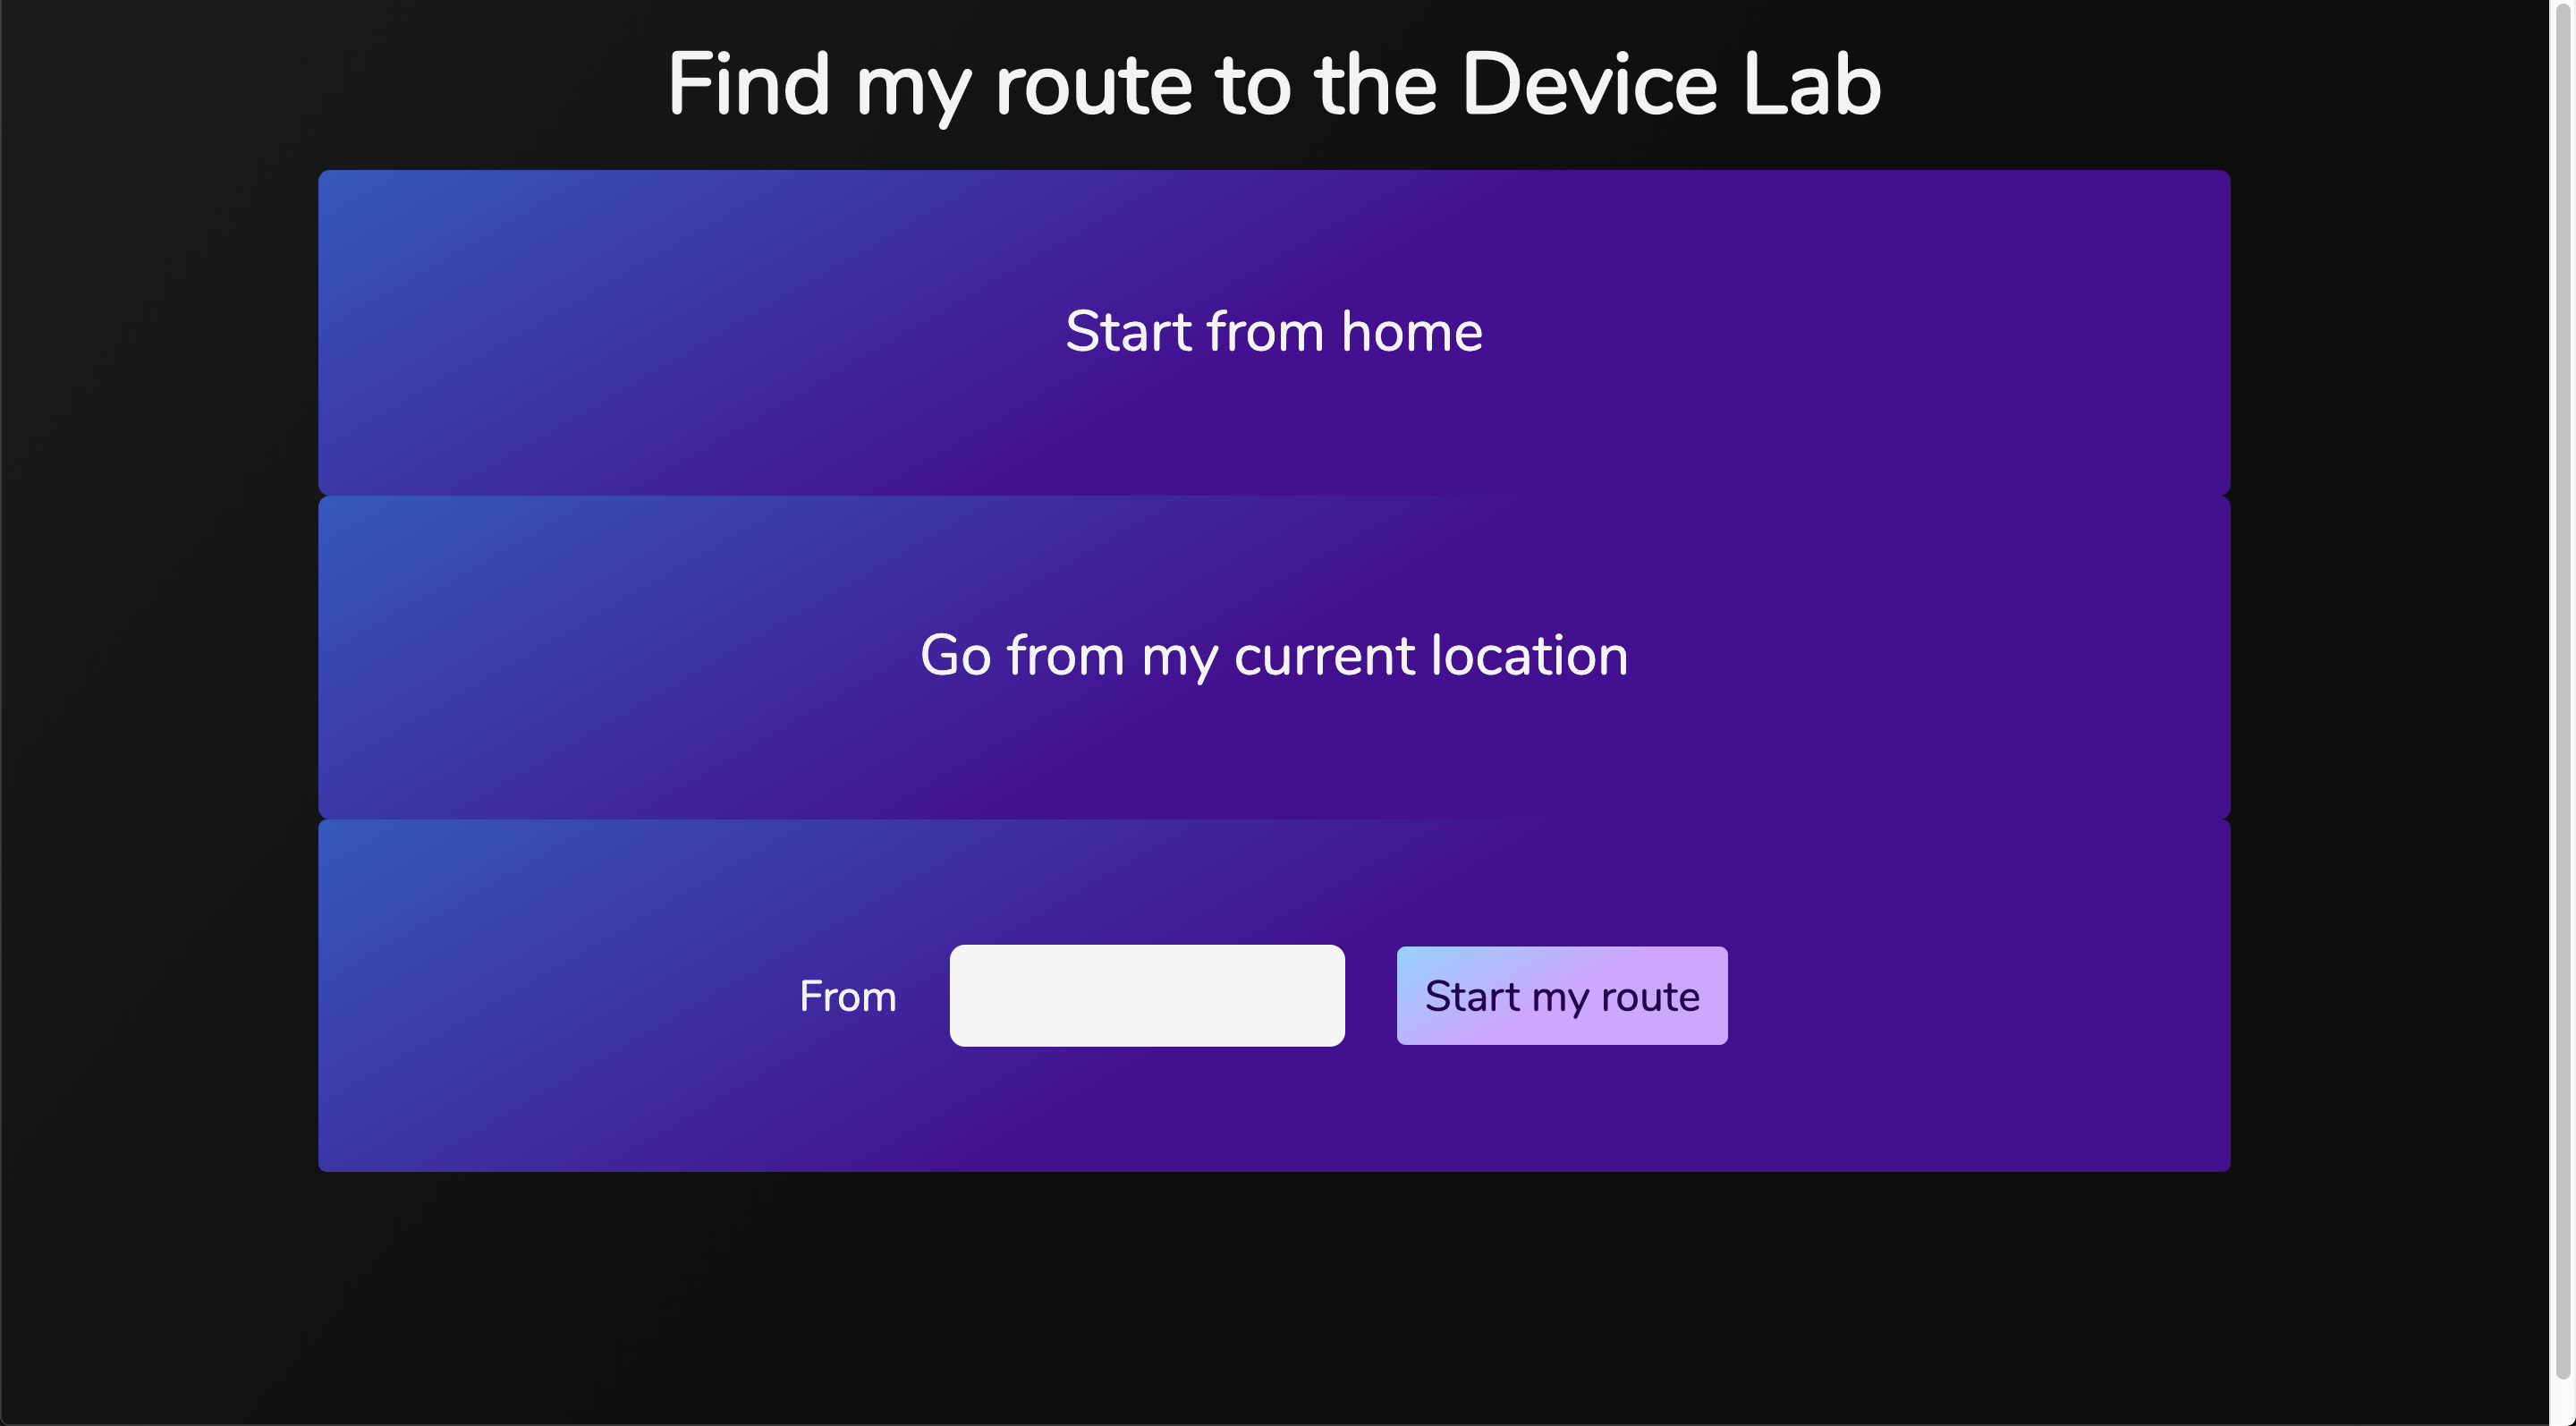 Find my route to the Device Lab
Start from home
Go from my current location
From
Start my route